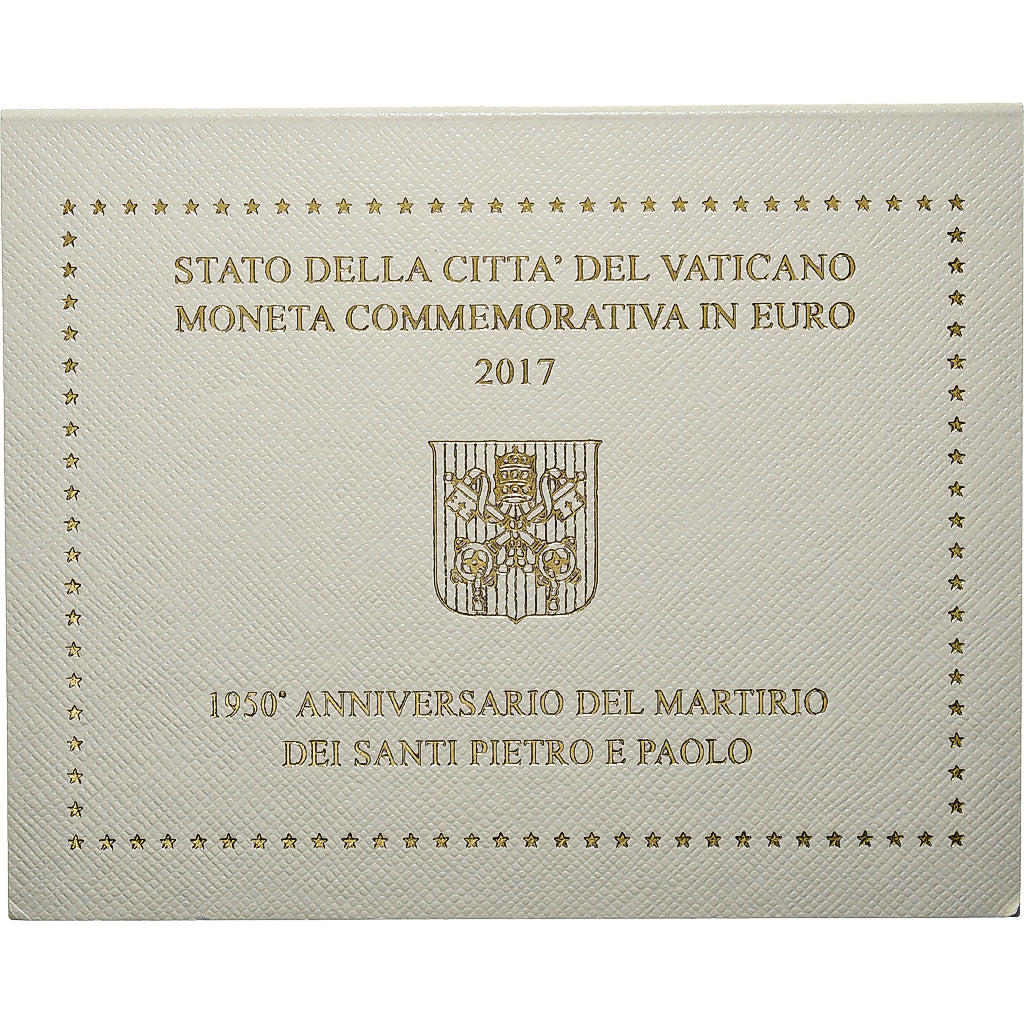 STATO DELLA CITTA' DEL VATICANO
MONETA COMMEMORATIVA IN EURO
2017
1950° ANNIVERSARIO DEL MARTIRIO
DEI SANTI PIETRO E PAOLO